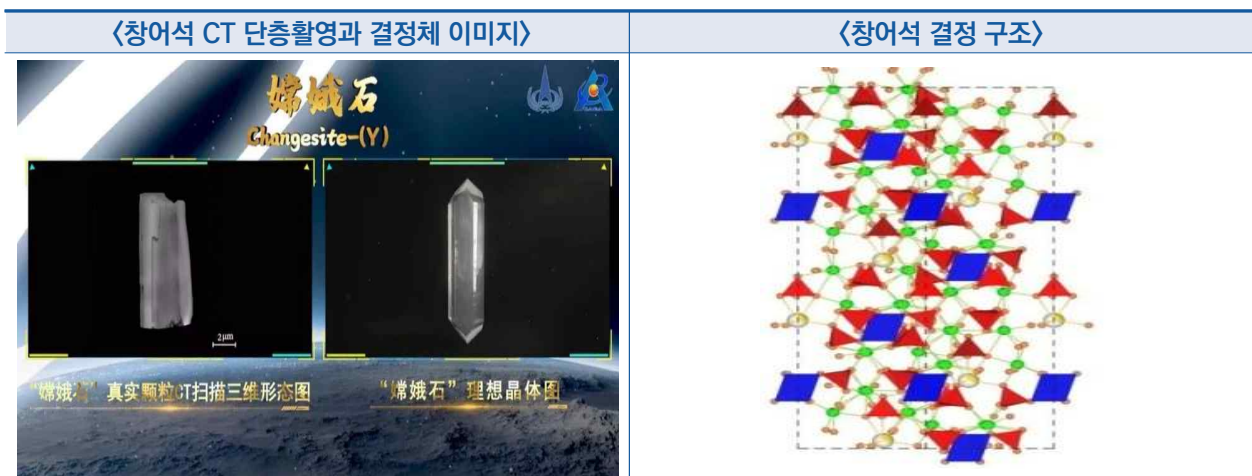 〈창어석 CT 단층활영과 결정체 이미지〉
〈창어석 결정 구조〉
嫦娥石
Changesite-(Y)
2μm
“嫦娥石”真实颗粒CT扫描三维形态图
“嫦娥石”理想晶体图